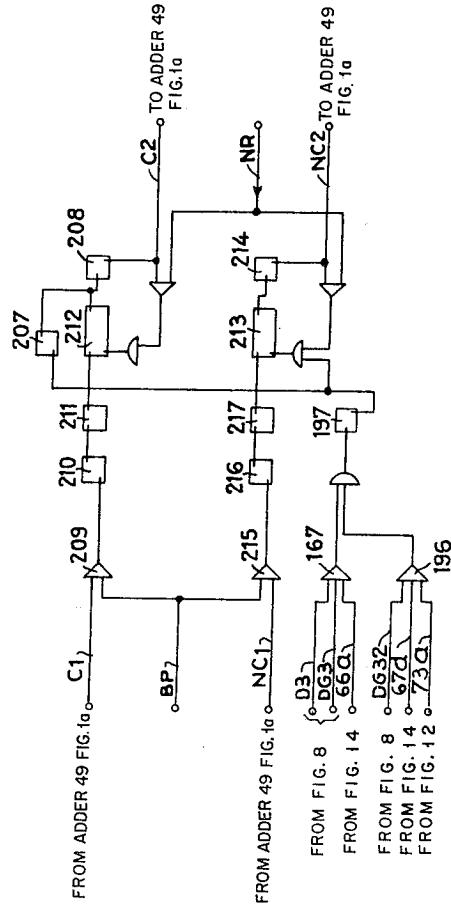 207
208
C2
TO ADDER 49
FIG. 1a
212
211
210
209
C1
FROM ADDER 49 FIG. 1a
BP
NR
214
213
217
216
215
NC1
FROM ADDER 49 FIG. 1a
NC2
TO ADDER 49
FIG. 1a
197
167
D3
DG3
66a
FROM FIG. 8
FROM FIG. 14
196
DG32
67d
73a
FROM FIG. 8
FROM FIG. 14
FROM FIG. 12